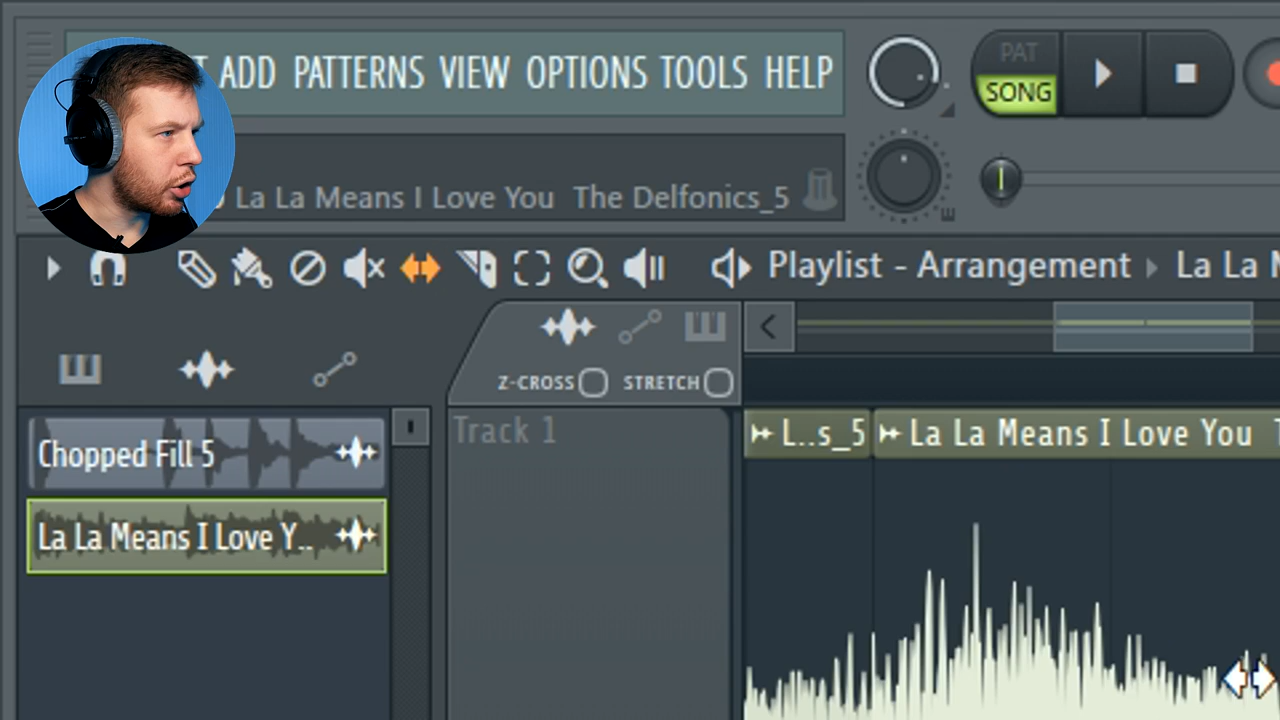 ADD PATTERNS VIEW OPTIONS TOOLS HELP
PAT
SONG
La La Means I Love You The Delfonics_5
Playlist - Arrangement ▸ La La
Z-CROSS STRETCH
Chopped Fill 5
La La Means I Love Y..
Track 1
L..s_5
La La Means I Love You